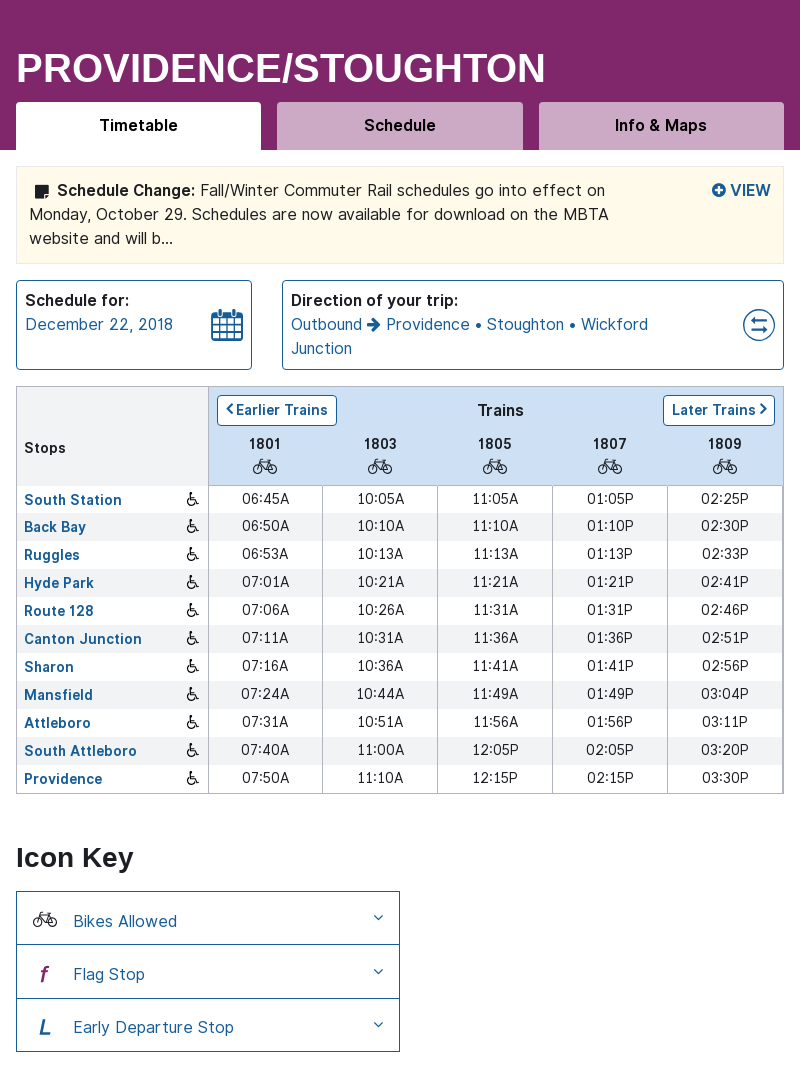 PROVIDENCE/STOUGHTON
Timetable Schedule Info & Maps
Schedule Change: Fall/Winter Commuter Rail schedules go into effect on
Monday, October 29. Schedules are now available for download on the MBTA
website and will b...
VIEW
Schedule for:
December 22, 2018
Direction of your trip:
Outbound Providence • Stoughton • Wickford
Junction
Earlier Trains Trains Later Trains
Stops 1801 1803 1805 1807 1809
South Station 06:45A 10:05A 11:05A 01:05P 02:25P
Back Bay 06:50A 10:10A 11:10A 01:10P 02:30P
Ruggles 06:53A 10:13A 11:13A 01:13P 02:33P
Hyde Park 07:01A 10:21A 11:21A 01:21P 02:41P
Route 128 07:06A 10:26A 11:31A 01:31P 02:46P
Canton Junction 07:11A 10:31A 11:36A 01:36P 02:51P
Sharon 07:16A 10:36A 11:41A 01:41P 02:56P
Mansfield 07:24A 10:44A 11:49A 01:49P 03:04P
Attleboro 07:31A 10:51A 11:56A 01:56P 03:11P
South Attleboro 07:40A 11:00A 12:05P 02:05P 03:20P
Providence 07:50A 11:10A 12:15P 02:15P 03:30P
Icon Key
Bikes Allowed
f Flag Stop
L Early Departure Stop